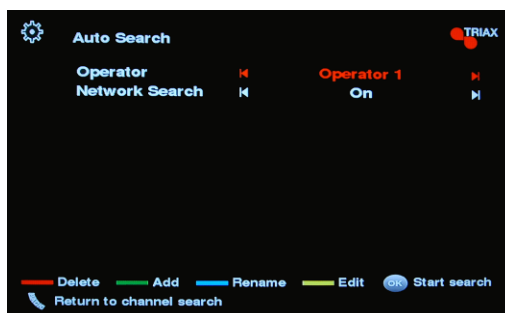 Auto Search
TRIAX
Operator Operator 1
Network Search On
Delete Add Rename Edit OK Start search
Return to channel search